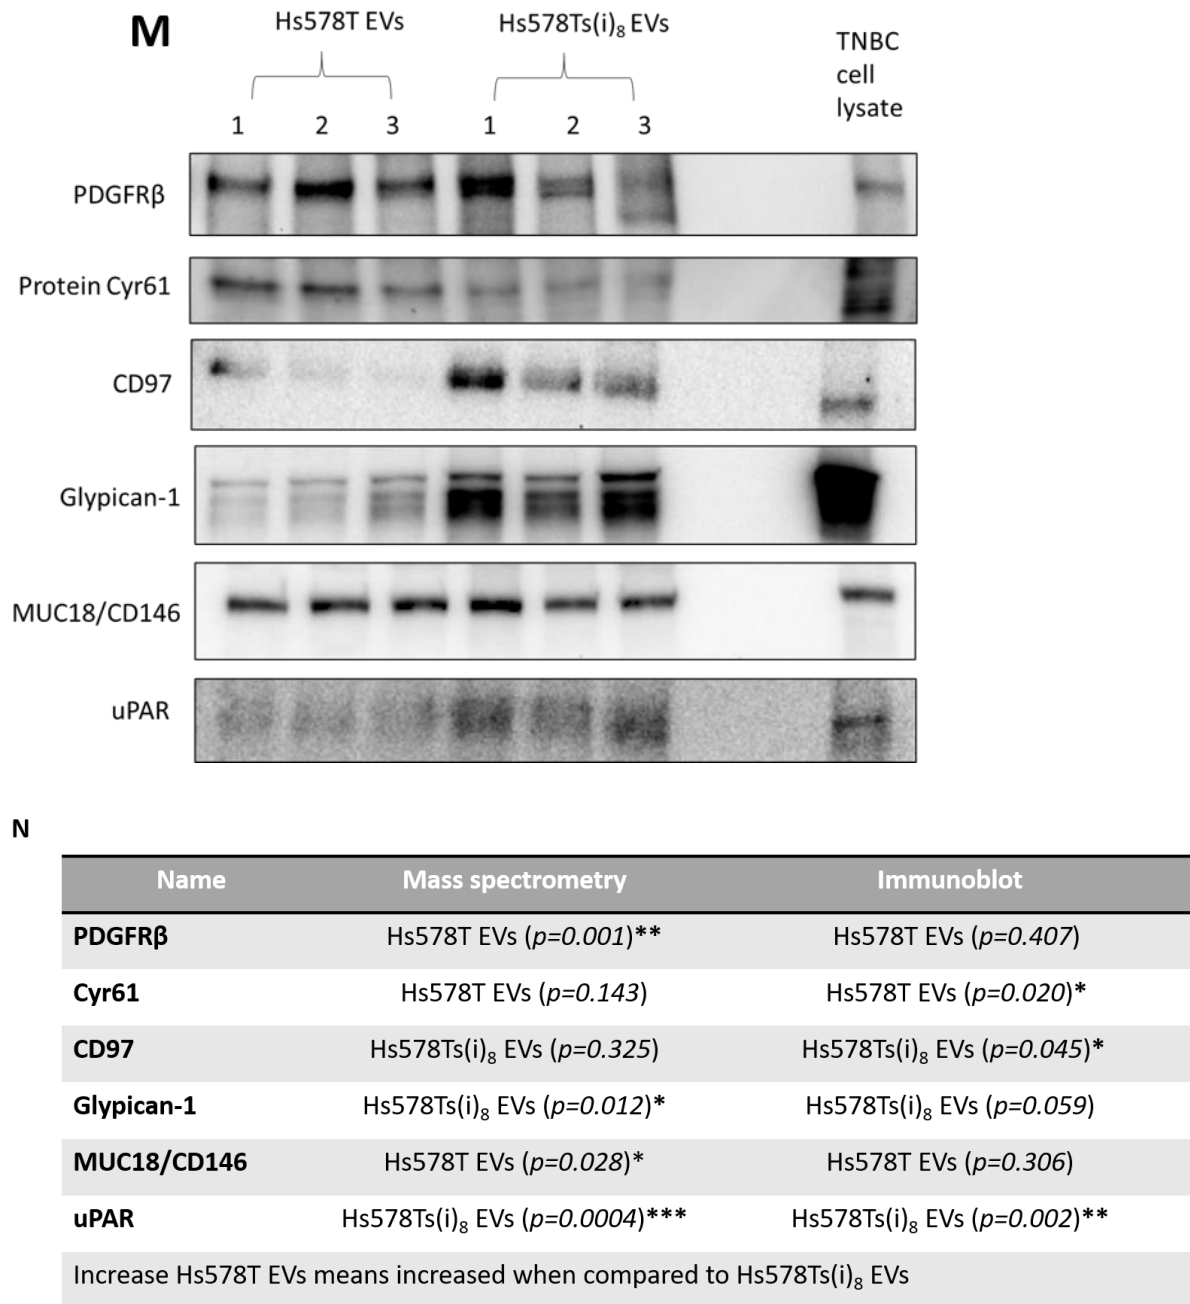 M
Hs578T EVs
Hs578Ts(i)₈ EVs
TNBC
cell
lysate
1 2 3 1 2 3
PDGFRβ
Protein Cyr61
CD97
Glypican-1
MUC18/CD146
uPAR
N
Name Mass spectrometry Immunoblot
PDGFRβ Hs578T EVs (p=0.001)** Hs578T EVs (p=0.407)
Cyr61 Hs578T EVs (p=0.143) Hs578T EVs (p=0.020)*
CD97 Hs578Ts(i)₈ EVs (p=0.325) Hs578Ts(i)₈ EVs (p=0.045)*
Glypican-1 Hs578Ts(i)₈ EVs (p=0.012)* Hs578Ts(i)₈ EVs (p=0.059)
MUC18/CD146 Hs578T EVs (p=0.028)* Hs578T EVs (p=0.306)
uPAR Hs578Ts(i)₈ EVs (p=0.0004)*** Hs578Ts(i)₈ EVs (p=0.002)**
Increase Hs578T EVs means increased when compared to Hs578Ts(i)₈ EVs